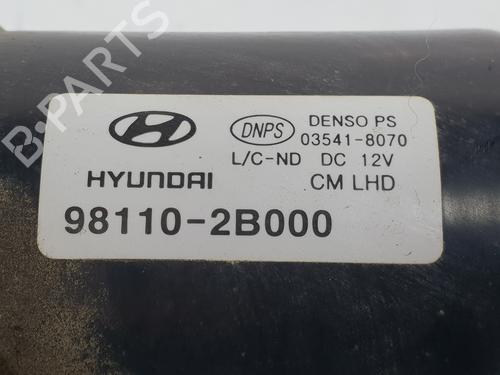 DNPS
DENSO PS
03541-8070
L/C-ND DC 12V
HYUNDAI
CM LHD
98110-2B000
B-PARTS